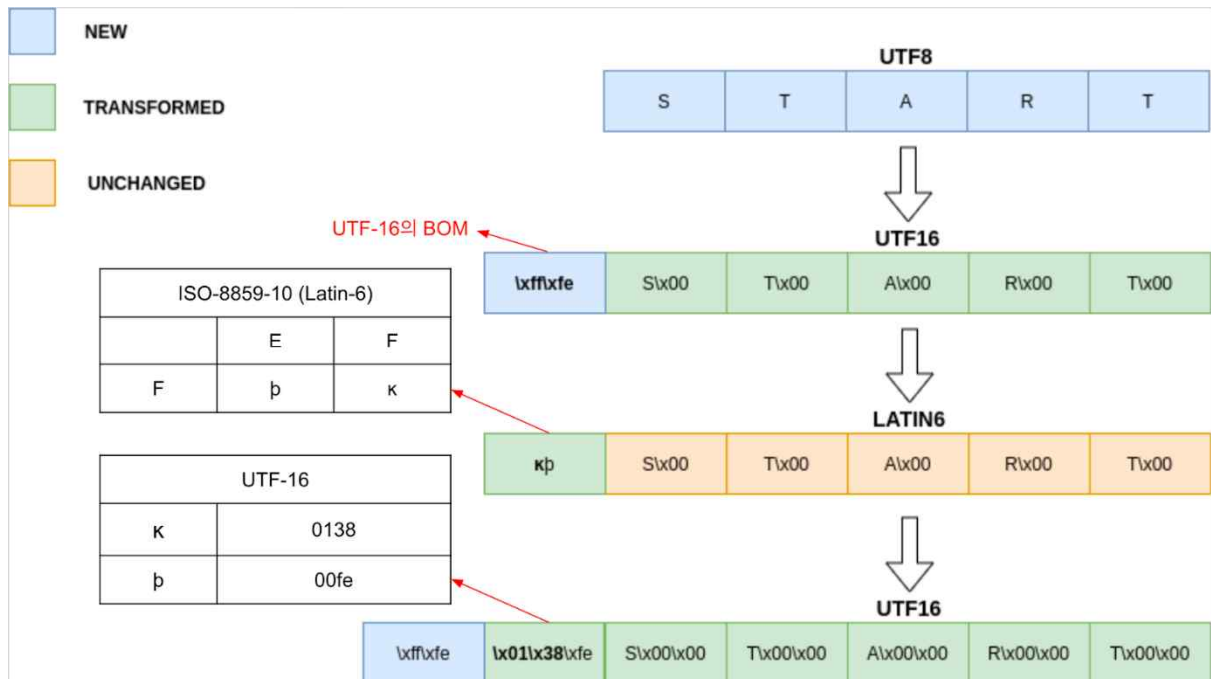 NEW
TRANSFORMED
UNCHANGED
UTF8
S T A R T
UTF-16의 BOM
UTF16
\xff\xfe S\x00 T\x00 A\x00 R\x00 T\x00
ISO-8859-10 (Latin-6)
E F
F þ ĸ
LATIN6
ĸþ S\x00 T\x00 A\x00 R\x00 T\x00
UTF-16
ĸ 0138
þ 00fe
UTF16
\xff\xfe \x01\x38\xfe S\x00\x00 T\x00\x00 A\x00\x00 R\x00\x00 T\x00\x00